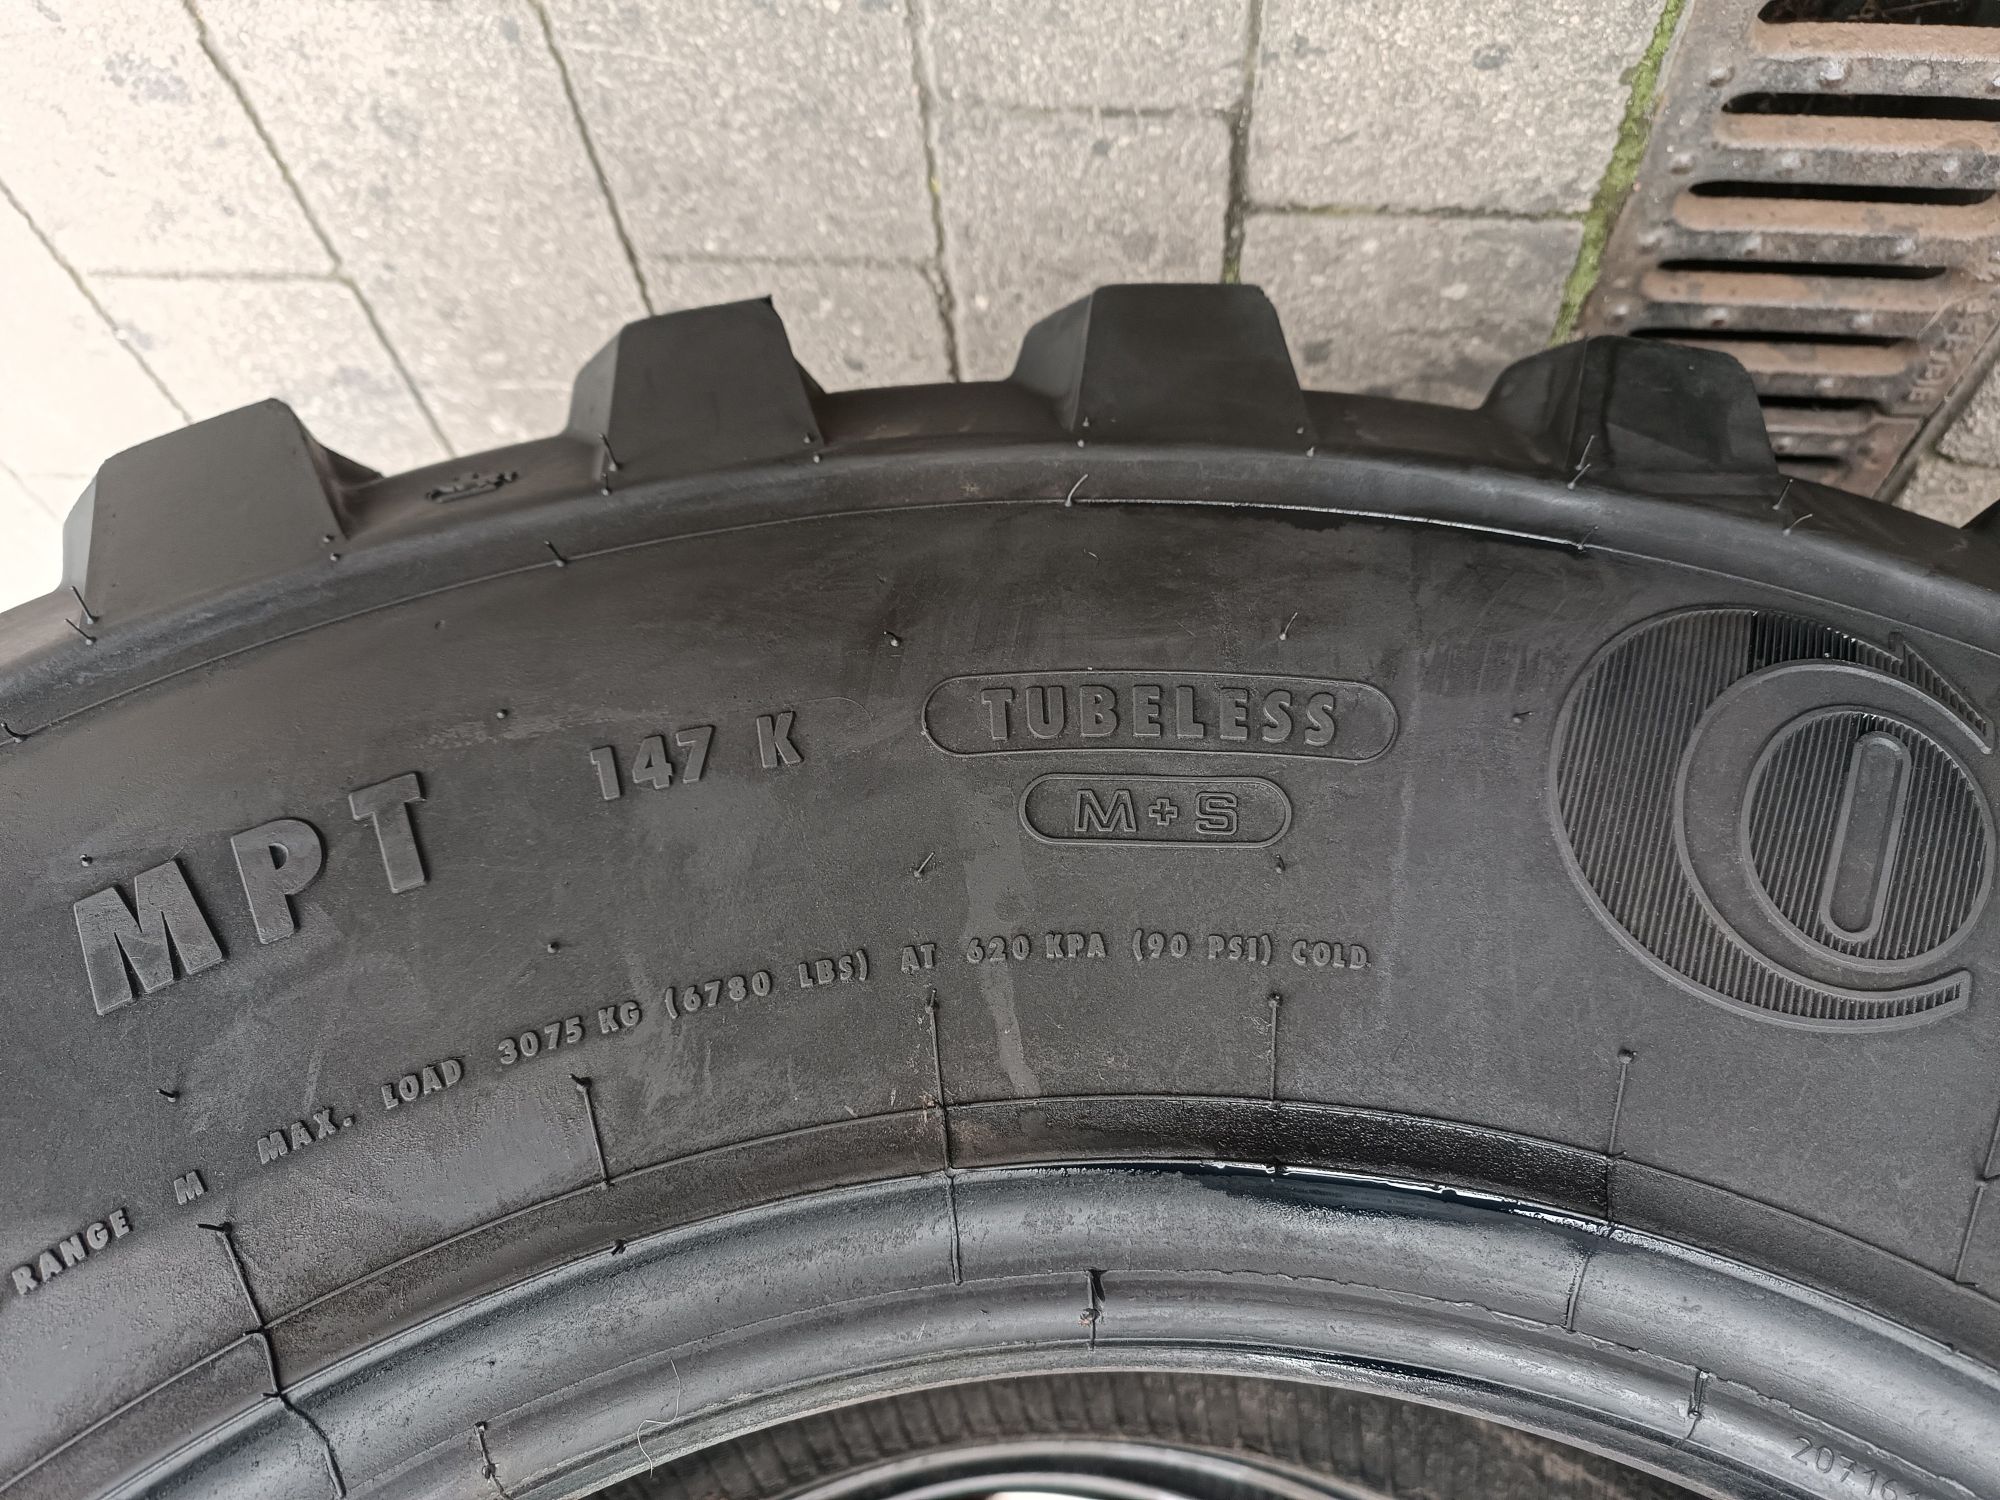 MPT 147 K TUBELESS
M+S
RANGE M MAX. LOAD 3075 KG (6780 LBS) AT 620 KPA (90 PSI) COLD.